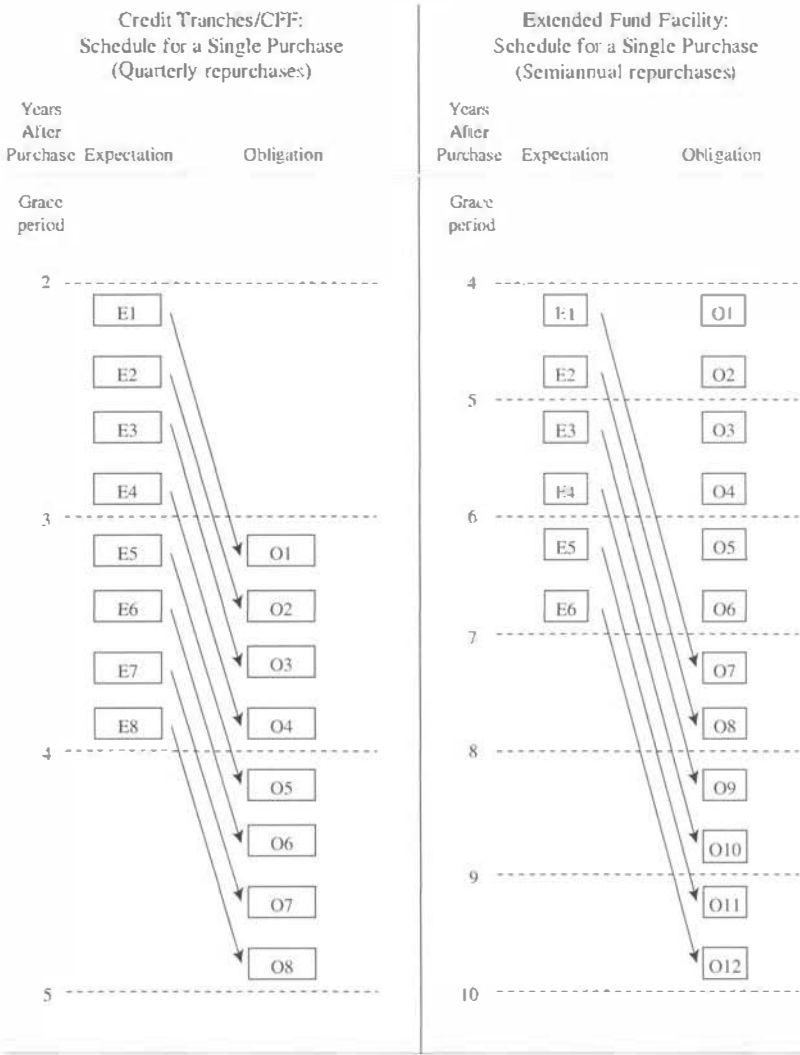 Credit Tranches/CFF:
Schedule for a Single Purchase
(Quarterly repurchases)
Years
After
Purchase Expectation Obligation
Grace
period
2
E1
E2
E3
E4
3
E5
O1
E6
O2
E7
O3
E8
O4
4
O5
O6
O7
O8
5
Extended Fund Facility:
Schedule for a Single Purchase
(Semiannual repurchases)
Years
After
Purchase Expectation Obligation
Grace
period
4
E1
O1
E2
O2
5
E3
O3
E4
O4
6
E5
O5
E6
O6
7
O7
O8
8
O9
O10
9
O11
O12
10